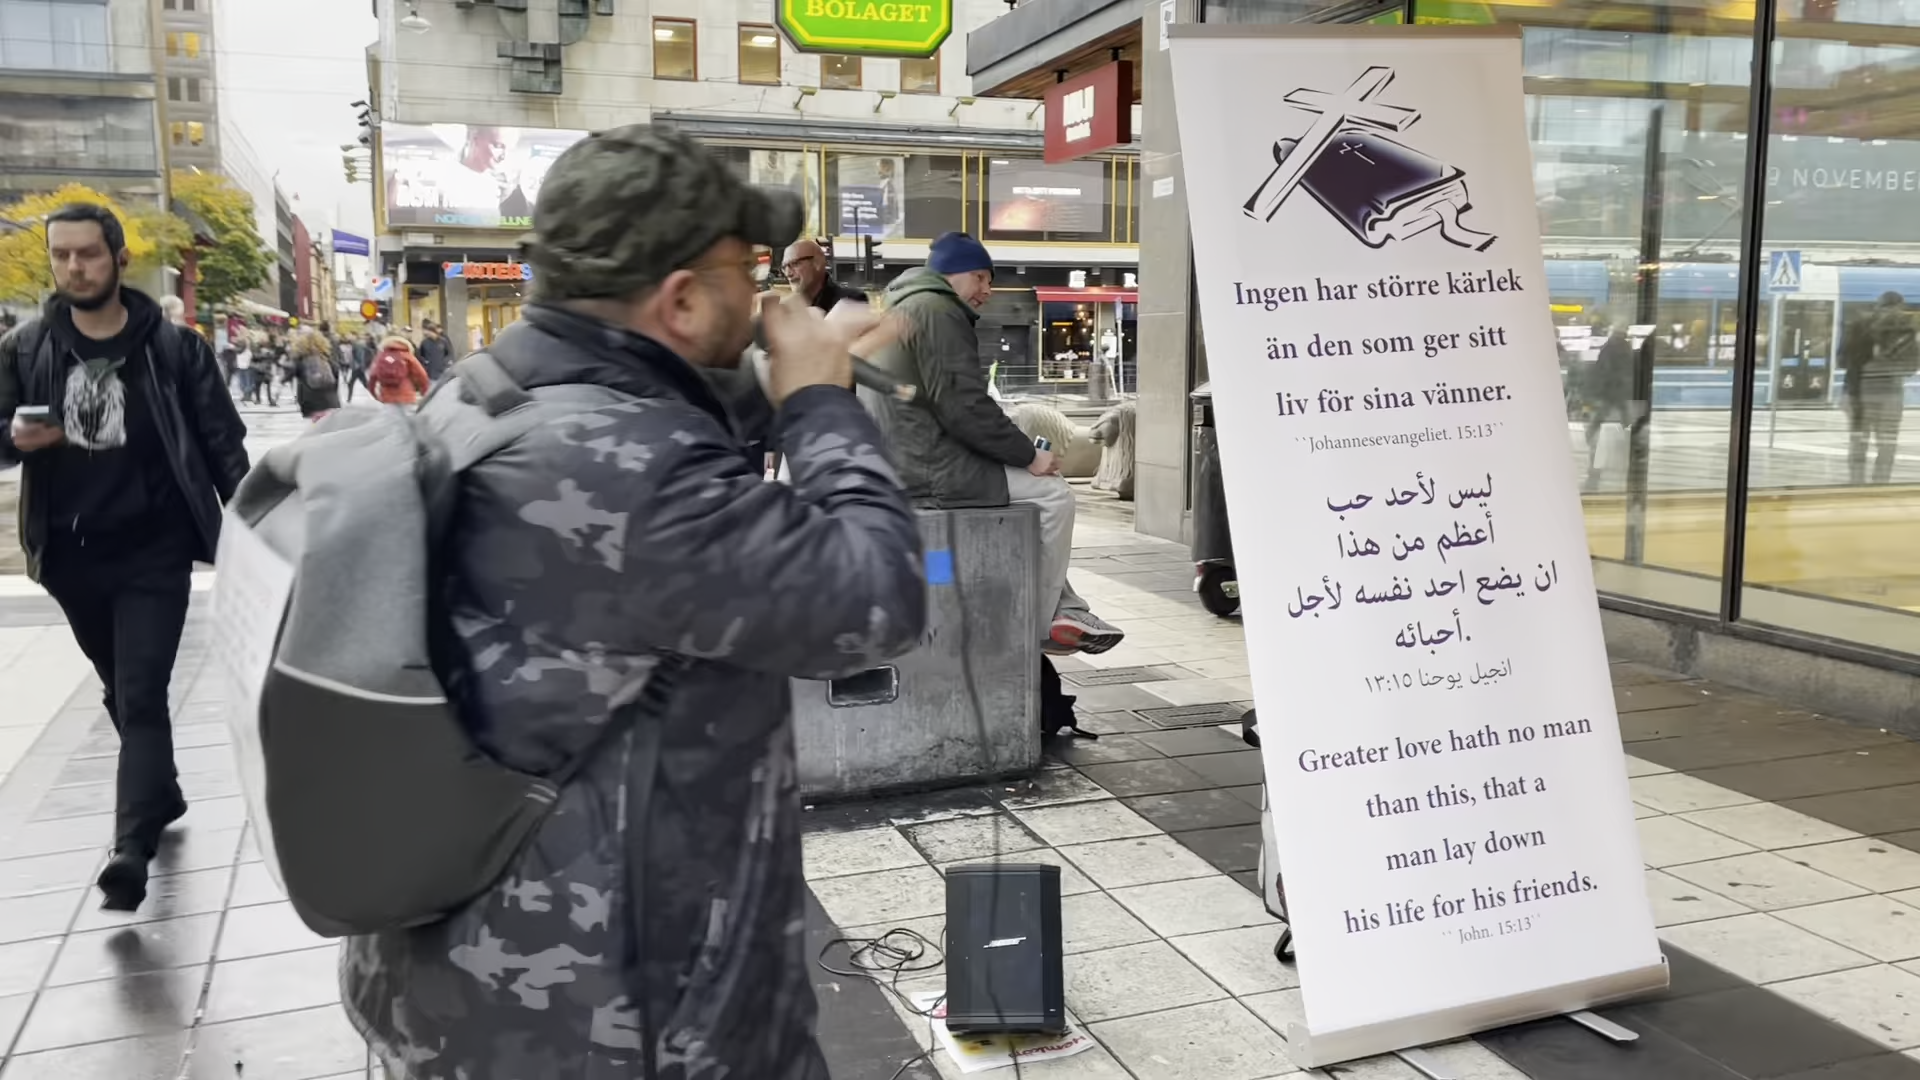 BOLAGET
9 NOVEMBER
Ingen har större kärlek
än den som ger sitt
liv för sina vänner.
``Johannesevangeliet. 15:13``
ليس لأحد حب
أعظم من هذا
ان يضع احد نفسه لأجل
أحبائه.
انجيل يوحنا ١٣:١٥
Greater love hath no man
than this, that a
man lay down
his life for his friends.
`` John. 15:13``
BOSE